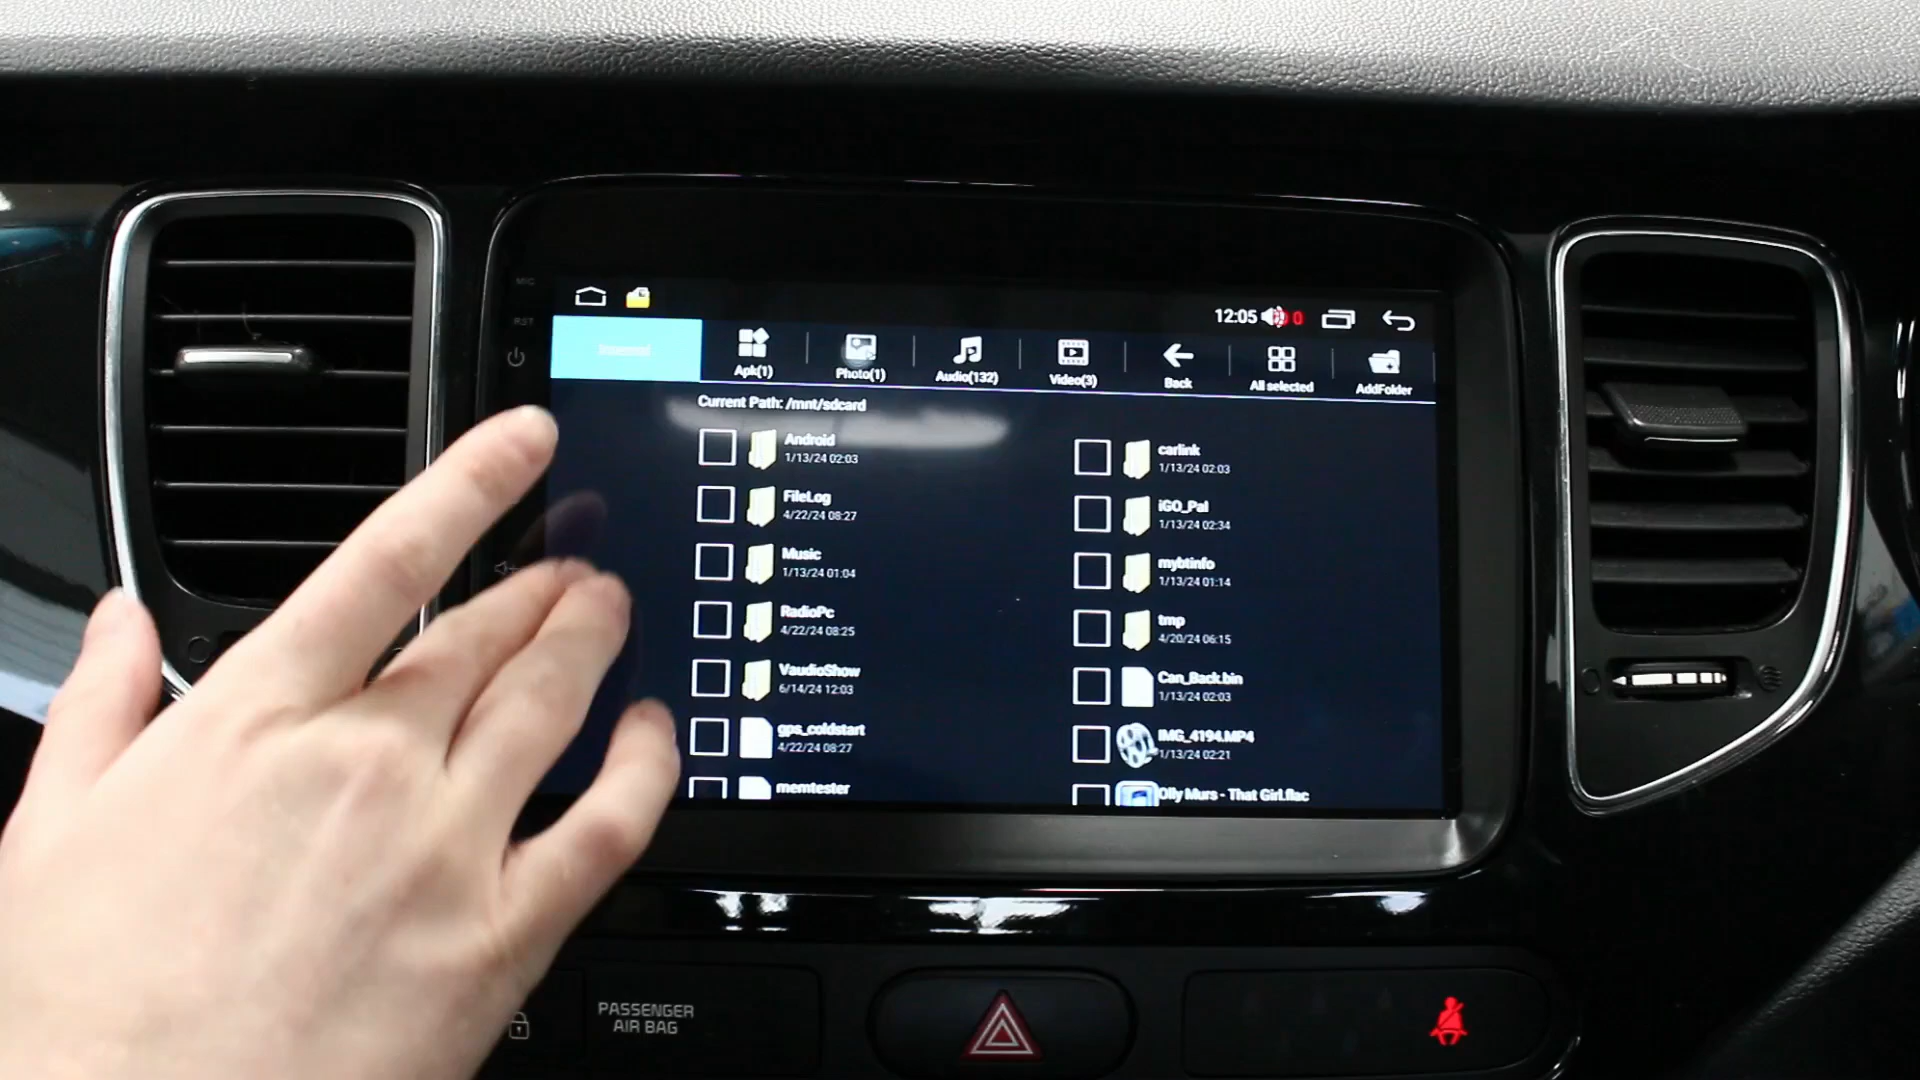 MIC
12:05
0
RST
Internal
Apk(1)
Photo(1)
Audio(132)
Video(3)
Back
All selected
AddFolder
Current Path: /mnt/sdcard
Android
1/13/24 02:03
carlink
1/13/24 02:03
FileLog
4/22/24 08:27
iGO_Pal
1/13/24 02:34
Music
1/13/24 01:04
mybtinfo
1/13/24 01:14
RadioPc
4/22/24 08:25
tmp
4/20/24 06:15
VaudioShow
6/14/24 12:03
Can_Back.bin
1/13/24 02:03
gps_coldstart
4/22/24 08:27
IMG_4194.MP4
1/13/24 02:21
memtester
Olly Murs - That Girl.flac
PASSENGER
AIR BAG